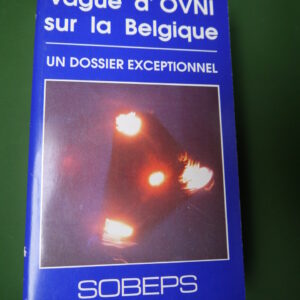 Vague d'OVNI
sur la Belgique
UN DOSSIER EXCEPTIONNEL
SOBEPS